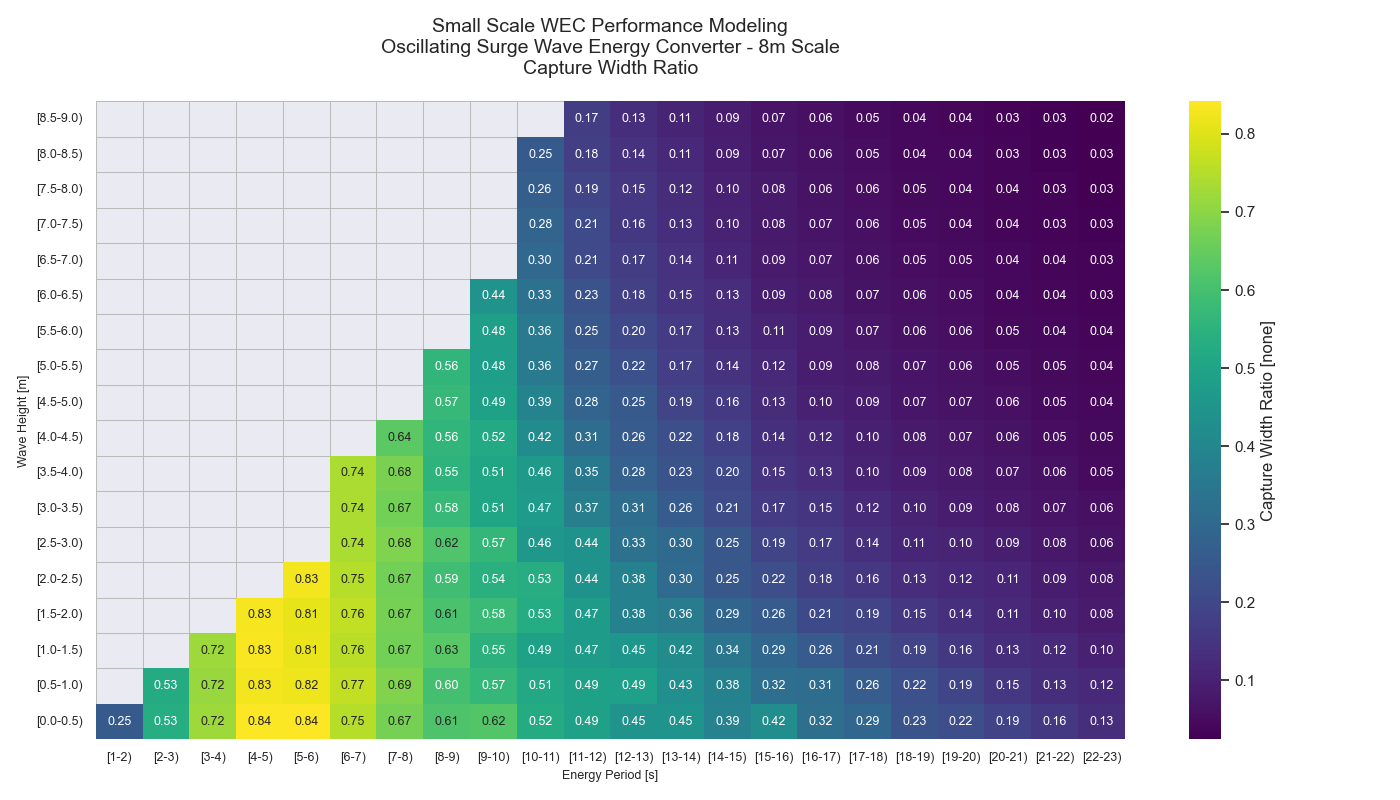 Small Scale WEC Performance Modeling
Oscillating Surge Wave Energy Converter - 8m Scale
Capture Width Ratio
[8.5-9.0) 0.17 0.13 0.11 0.09 0.07 0.06 0.05 0.04 0.04 0.03 0.03 0.02
[8.0-8.5) 0.25 0.18 0.14 0.11 0.09 0.07 0.06 0.05 0.04 0.04 0.03 0.03 0.03
[7.5-8.0) 0.26 0.19 0.15 0.12 0.10 0.08 0.06 0.06 0.05 0.04 0.04 0.03 0.03
[7.0-7.5) 0.28 0.21 0.16 0.13 0.10 0.08 0.07 0.06 0.05 0.04 0.04 0.03 0.03
[6.5-7.0) 0.30 0.21 0.17 0.14 0.11 0.09 0.07 0.06 0.05 0.05 0.04 0.04 0.03
[6.0-6.5) 0.44 0.33 0.23 0.18 0.15 0.13 0.09 0.08 0.07 0.06 0.05 0.04 0.04 0.03
[5.5-6.0) 0.48 0.36 0.25 0.20 0.17 0.13 0.11 0.09 0.07 0.06 0.06 0.05 0.04 0.04
[5.0-5.5) 0.56 0.48 0.36 0.27 0.22 0.17 0.14 0.12 0.09 0.08 0.07 0.06 0.05 0.05 0.04
[4.5-5.0) 0.57 0.49 0.39 0.28 0.25 0.19 0.16 0.13 0.10 0.09 0.07 0.07 0.06 0.05 0.04
[4.0-4.5) 0.64 0.56 0.52 0.42 0.31 0.26 0.22 0.18 0.14 0.12 0.10 0.08 0.07 0.06 0.05 0.05
[3.5-4.0) 0.74 0.68 0.55 0.51 0.46 0.35 0.28 0.23 0.20 0.15 0.13 0.10 0.09 0.08 0.07 0.06 0.05
[3.0-3.5) 0.74 0.67 0.58 0.51 0.47 0.37 0.31 0.26 0.21 0.17 0.15 0.12 0.10 0.09 0.08 0.07 0.06
[2.5-3.0) 0.74 0.68 0.62 0.57 0.46 0.44 0.33 0.30 0.25 0.19 0.17 0.14 0.11 0.10 0.09 0.08 0.06
[2.0-2.5) 0.83 0.75 0.67 0.59 0.54 0.53 0.44 0.38 0.30 0.25 0.22 0.18 0.16 0.13 0.12 0.11 0.09 0.08
[1.5-2.0) 0.83 0.81 0.76 0.67 0.61 0.58 0.53 0.47 0.38 0.36 0.29 0.26 0.21 0.19 0.15 0.14 0.11 0.10 0.08
[1.0-1.5) 0.72 0.83 0.81 0.76 0.67 0.63 0.55 0.49 0.47 0.45 0.42 0.34 0.29 0.26 0.21 0.19 0.16 0.13 0.12 0.10
[0.5-1.0) 0.53 0.72 0.83 0.82 0.77 0.69 0.60 0.57 0.51 0.49 0.49 0.43 0.38 0.32 0.31 0.26 0.22 0.19 0.15 0.13 0.12
[0.0-0.5) 0.25 0.53 0.72 0.84 0.84 0.75 0.67 0.61 0.62 0.52 0.49 0.45 0.45 0.39 0.42 0.32 0.29 0.23 0.22 0.19 0.16 0.13
[1-2) [2-3) [3-4) [4-5) [5-6) [6-7) [7-8) [8-9) [9-10) [10-11) [11-12) [12-13) [13-14) [14-15) [15-16) [16-17) [17-18) [18-19) [19-20) [20-21) [21-22) [22-23)
Energy Period [s]
Wave Height [m]
0.8
0.7
0.6
0.5
0.4
0.3
0.2
0.1
Capture Width Ratio [none]